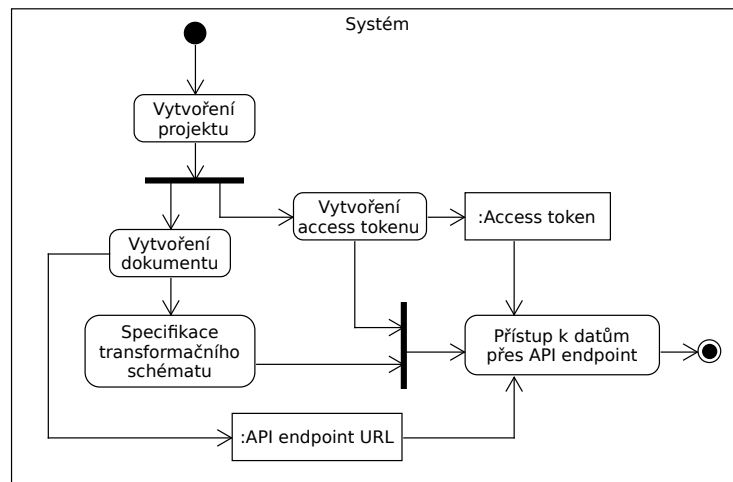 Systém
Vytvoření
projektu
Vytvoření
access tokenu
:Access token
Vytvoření
dokumentu
Specifikace
transformačního
schématu
Přístup k datům
přes API endpoint
:API endpoint URL